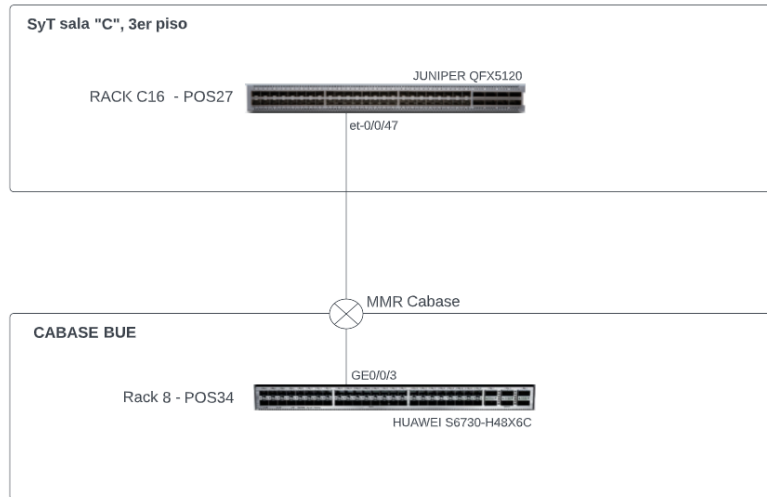 SyT sala "C", 3er piso
JUNIPER QFX5120
RACK C16 - POS27
et-0/0/47
MMR Cabase
CABASE BUE
GE0/0/3
Rack 8 - POS34
HUAWEI S6730-H48X6C